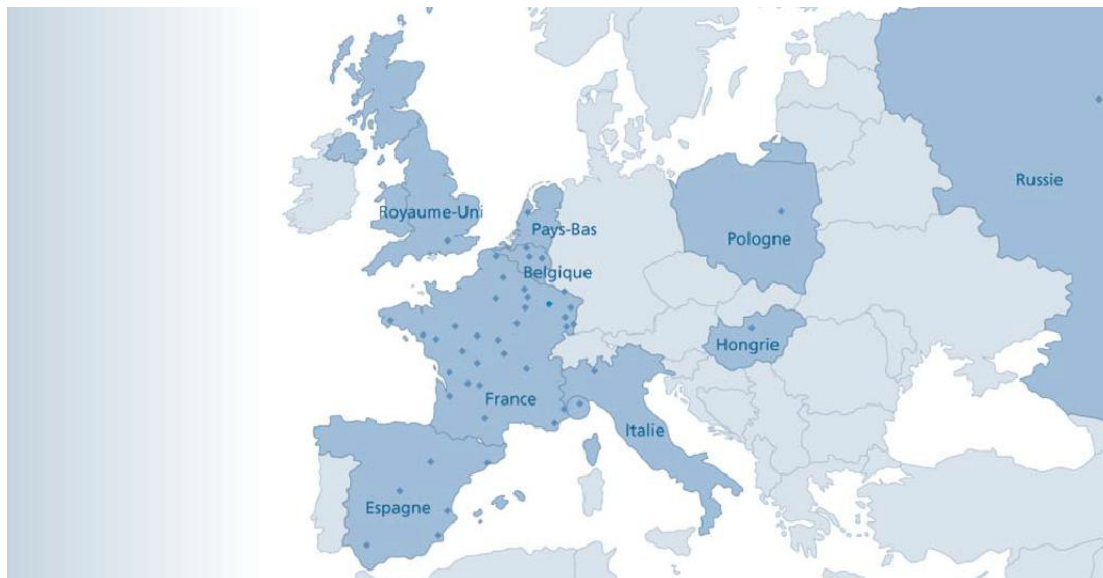 Royaume-Uni
Pays-Bas
Belgique
Pologne
Russie
Hongrie
France
Italie
Espagne